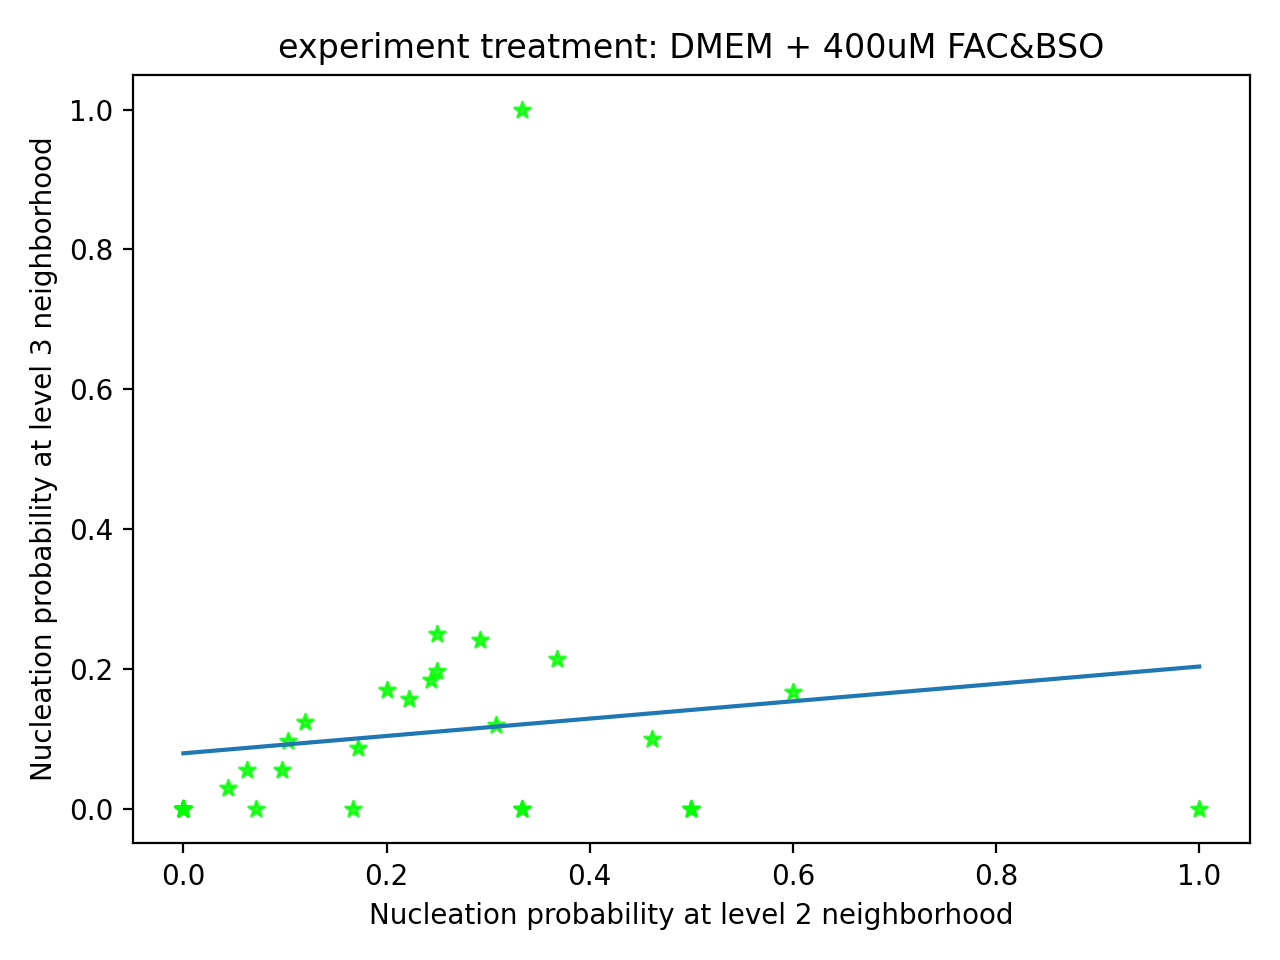 experiment treatment: DMEM + 400uM FAC&BSO
Nucleation probability at level 3 neighborhood
1.0
0.8
0.6
0.4
0.2
0.0
0.0 0.2 0.4 0.6 0.8 1.0
Nucleation probability at level 2 neighborhood